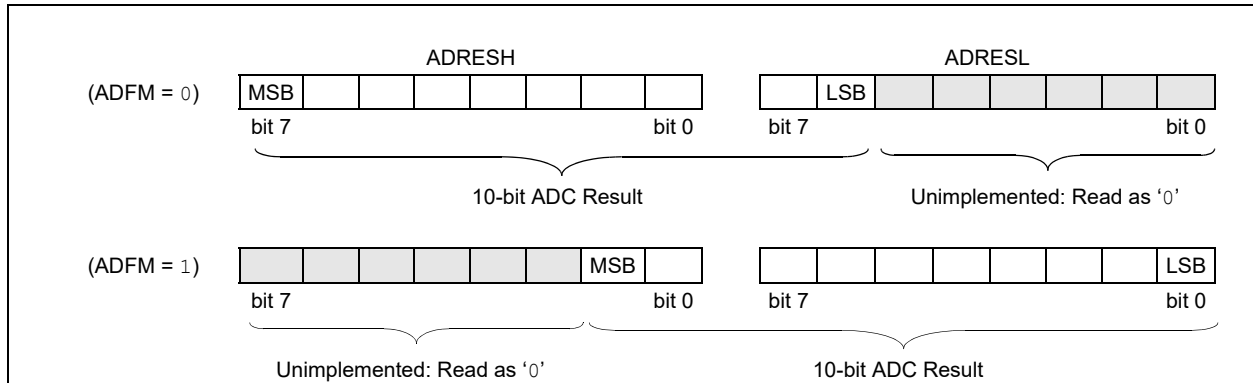 ADRESH ADRESL
(ADFM = 0) MSB LSB
bit 7 bit 0 bit 7 bit 0
10-bit ADC Result Unimplemented: Read as ‘0’
(ADFM = 1) MSB LSB
bit 7 bit 0 bit 7 bit 0
Unimplemented: Read as ‘0’ 10-bit ADC Result